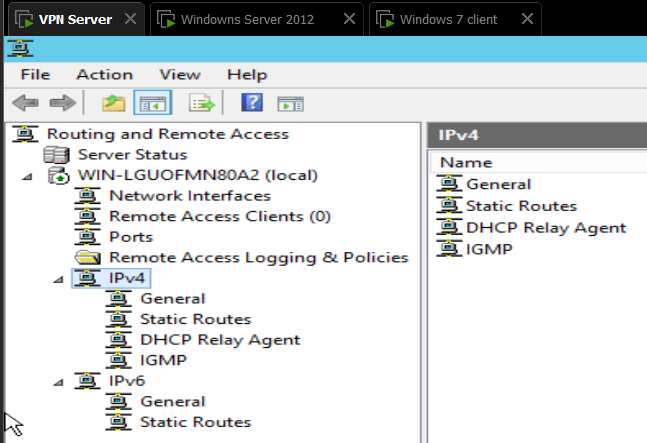 VPN Server
Windowns Server 2012
Windows 7 client
File Action View Help
Routing and Remote Access
Server Status
WIN-LGUOFMN80A2 (local)
Network Interfaces
Remote Access Clients (0)
Ports
Remote Access Logging & Policies
IPv4
General
Static Routes
DHCP Relay Agent
IGMP
IPv6
General
Static Routes
IPv4
Name
General
Static Routes
DHCP Relay Agent
IGMP